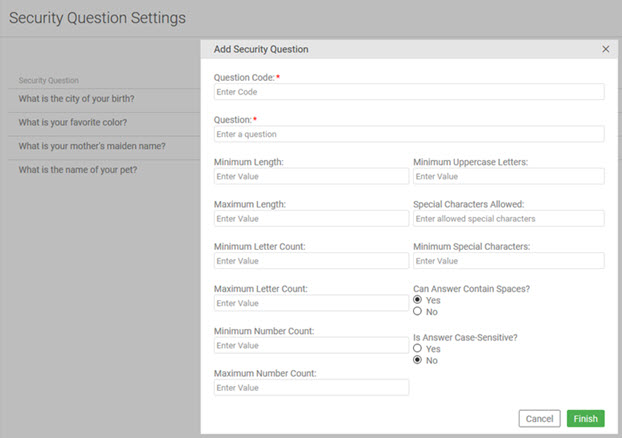 Security Question Settings
Add Security Question
Security Question
What is the city of your birth?
What is your favorite color?
What is your mother's maiden name?
What is the name of your pet?
Question Code:*
Enter Code
Question:*
Enter a question
Minimum Length:
Enter Value
Minimum Uppercase Letters:
Enter Value
Maximum Length:
Enter Value
Special Characters Allowed:
Enter allowed special characters
Minimum Letter Count:
Enter Value
Minimum Special Characters:
Enter Value
Maximum Letter Count:
Enter Value
Can Answer Contain Spaces?
Yes
No
Minimum Number Count:
Enter Value
Is Answer Case-Sensitive?
Yes
No
Maximum Number Count:
Enter Value
Cancel
Finish